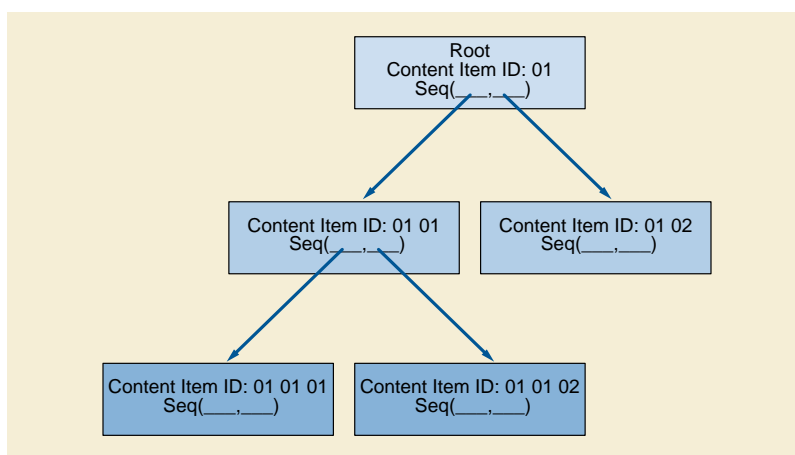 Root
Content Item ID: 01
Seq(___,___)
Content Item ID: 01 01
Seq(___,___)
Content Item ID: 01 02
Seq(___,___)
Content Item ID: 01 01 01
Seq(___,___)
Content Item ID: 01 01 02
Seq(___,___)